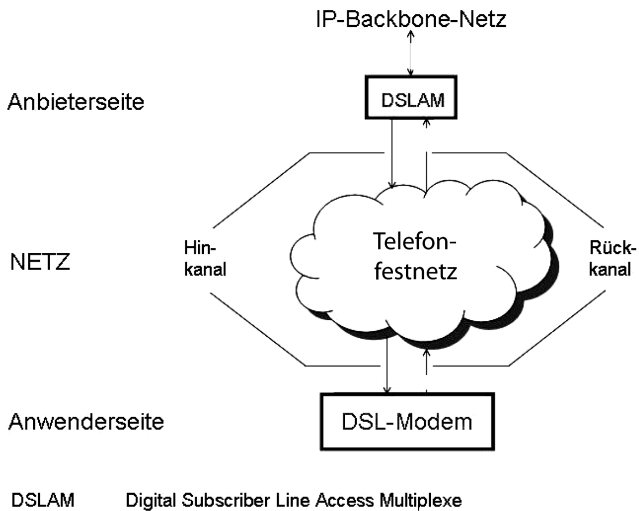 IP-Backbone-Netz
Anbieterseite
DSLAM
NETZ
Hin-
kanal
Telefon-
festnetz
Rück-
kanal
Anwenderseite
DSL-Modem
DSLAM Digital Subscriber Line Access Multiplexe